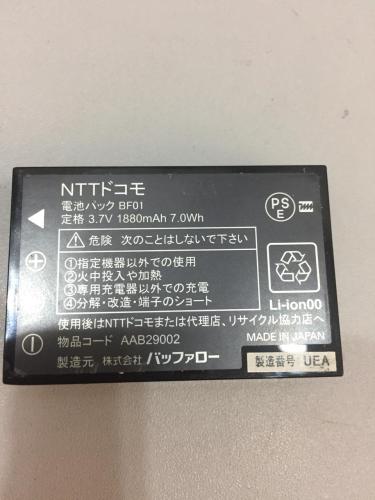 NTTドコモ
電池パック BF01
定格 3.7V 1880mAh 7.0Wh
PS
E
危険 次のことはしないで下さい
①指定機器以外での使用
②火中投入や加熱
③専用充電器以外での充電
④分解・改造・端子のショート
Li-ion00
使用後はNTTドコモまたは代理店、リサイクル協力店へ
物品コード AAB29002
MADE IN JAPAN
製造元 株式会社 バッファロー
製造番号 UEA